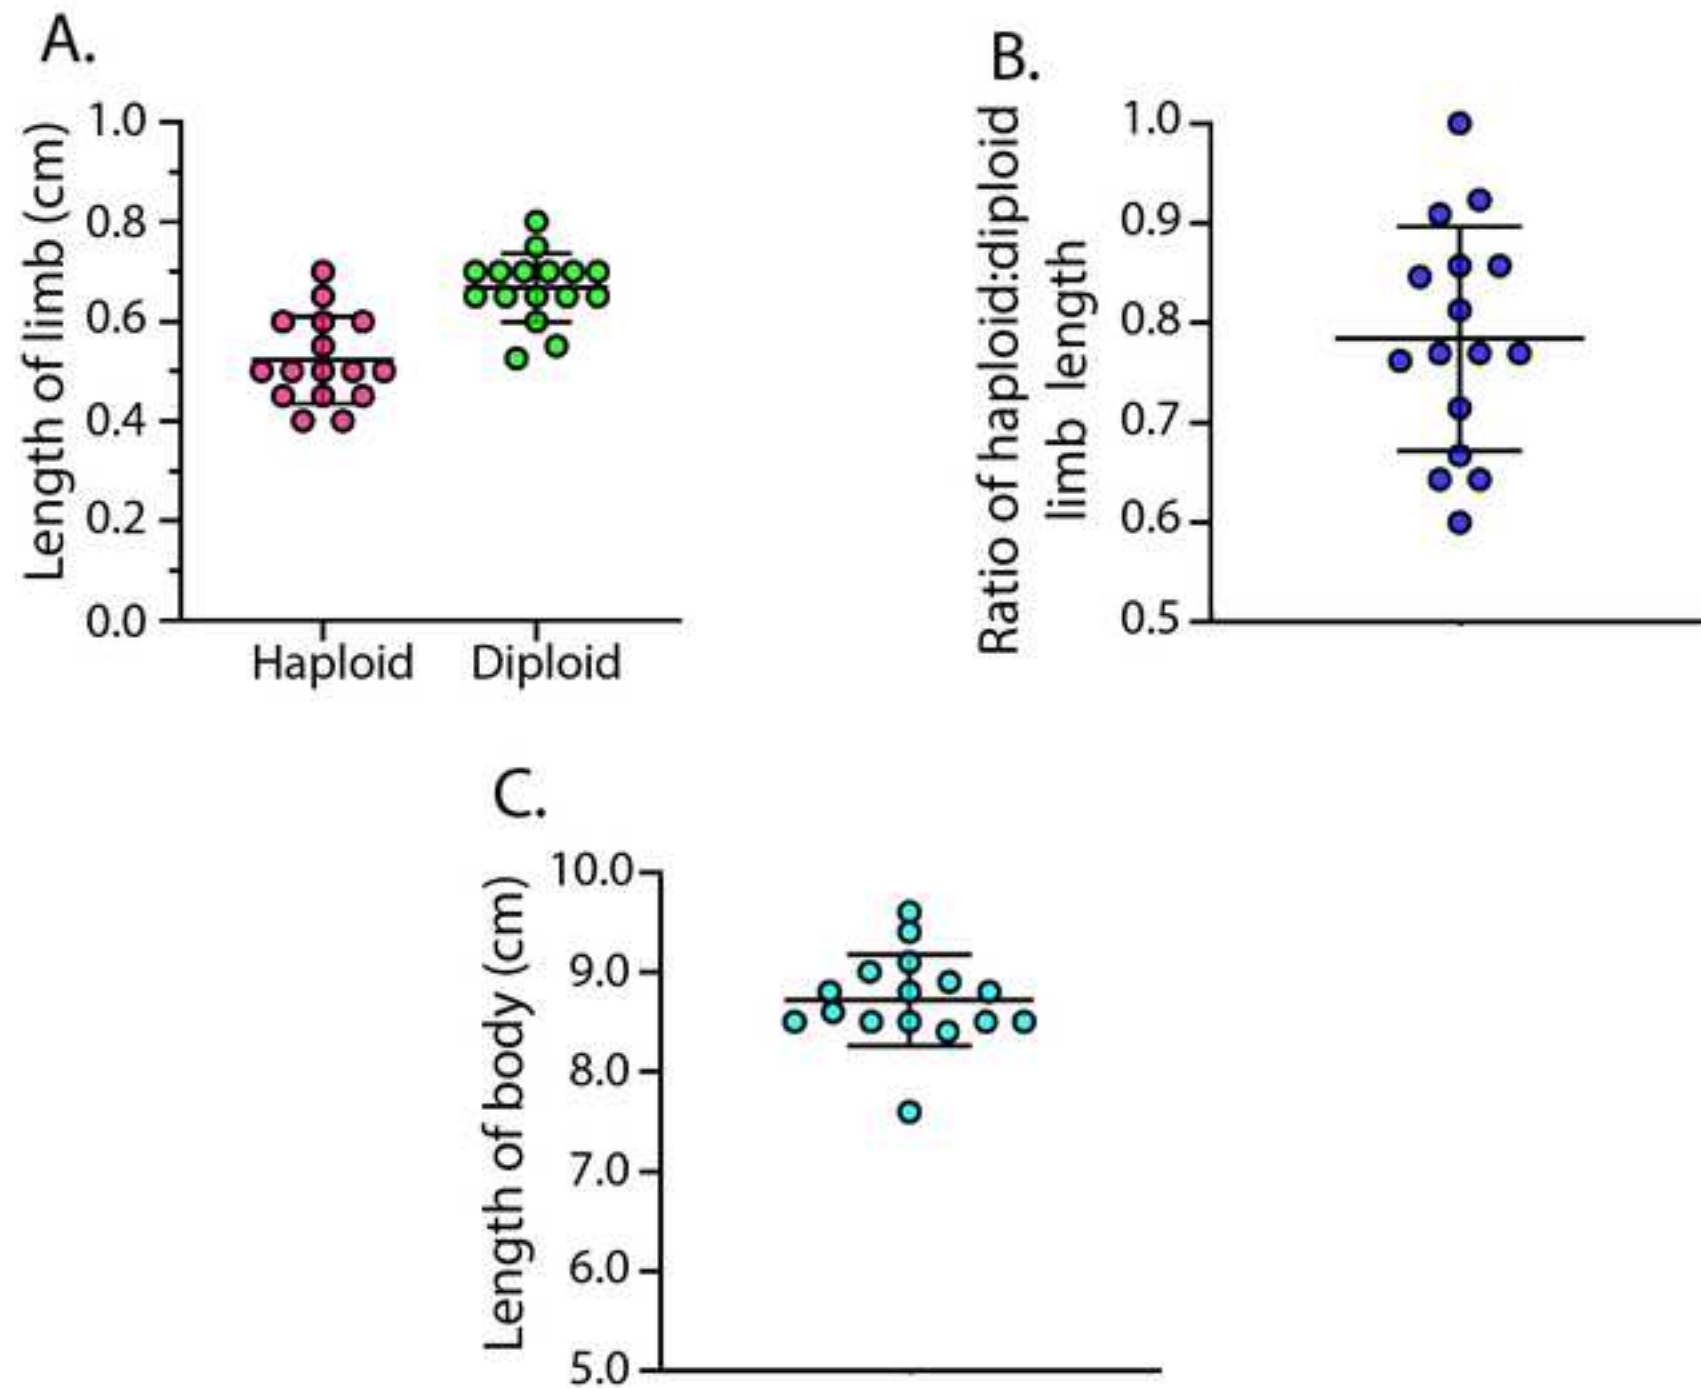 A.
Length of limb (cm)
1.0
0.8
0.6
0.4
0.2
0.0
Haploid
Diploid
B.
Ratio of haploid:diploid
limb length
1.0
0.9
0.8
0.7
0.6
0.5
C.
Length of body (cm)
10.0
9.0
8.0
7.0
6.0
5.0